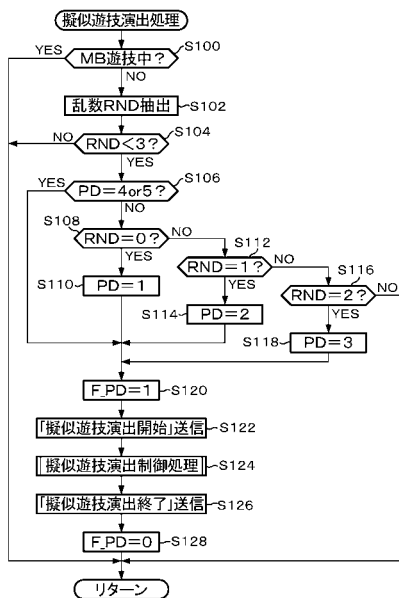 擬似遊技演出処理
S100
YES
MB遊技中?
NO
乱数RND抽出
S102
S104
NO
RND<3?
YES
S106
YES
PD=4or5?
NO
S108
RND=0?
NO
YES
S112
RND=1?
NO
YES
S116
RND=2?
NO
YES
S110
PD=1
S114
PD=2
S118
PD=3
F_PD=1
S120
「擬似遊技演出開始」送信
S122
擬似遊技演出制御処理
S124
「擬似遊技演出終了」送信
S126
F_PD=0
S128
リターン